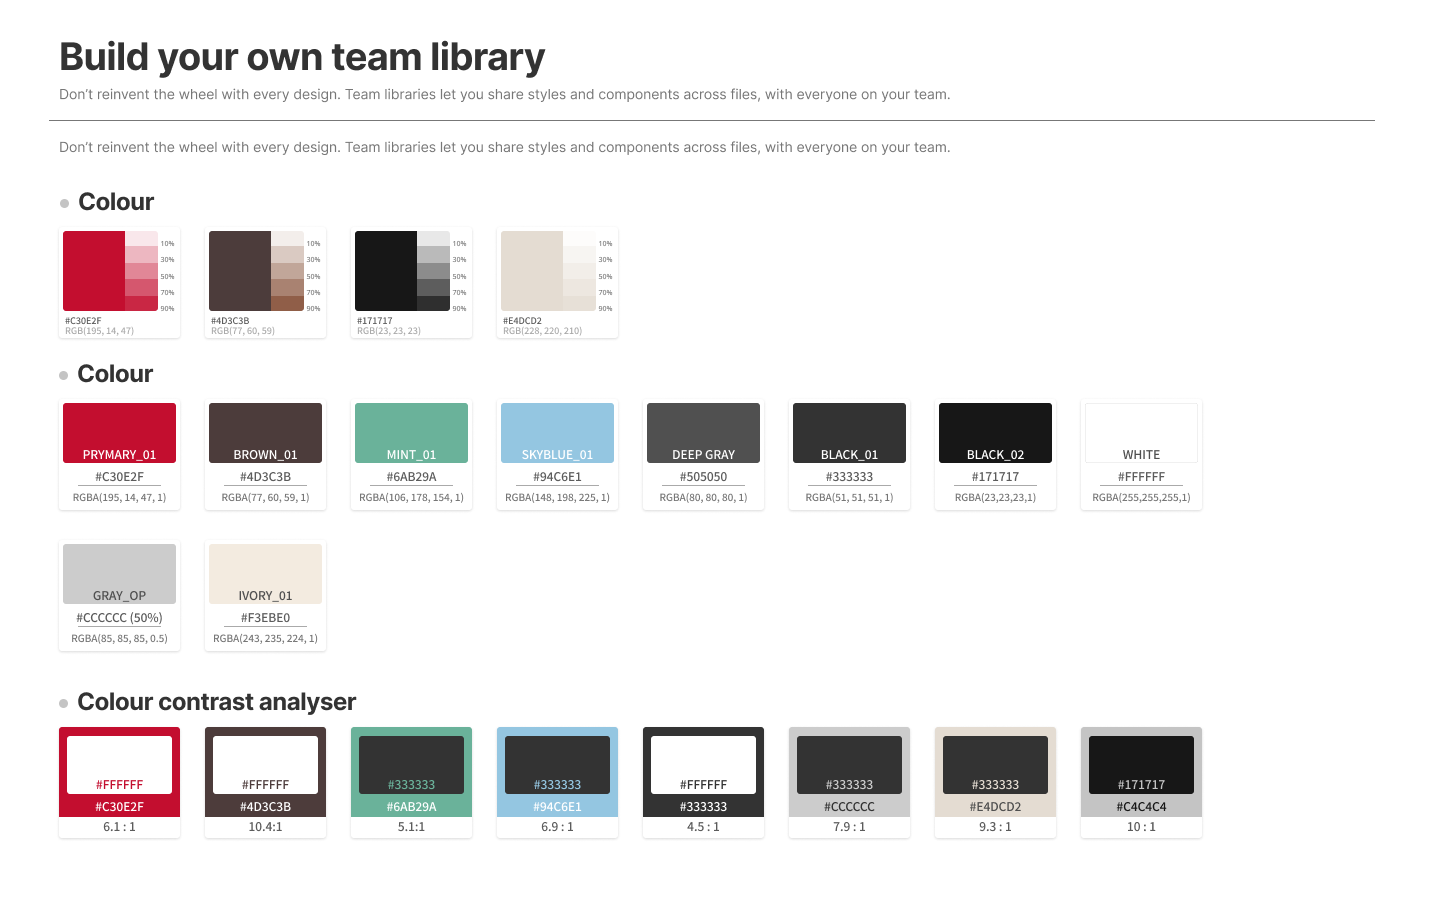 Build your own team library
Don’t reinvent the wheel with every design. Team libraries let you share styles and components across files, with everyone on your team.
Don’t reinvent the wheel with every design. Team libraries let you share styles and components across files, with everyone on your team.
Colour
10%
30%
50%
70%
90%
#C30E2F
RGB(195, 14, 47)
10%
30%
50%
70%
90%
#4D3C3B
RGB(77, 60, 59)
10%
30%
50%
70%
90%
#171717
RGB(23, 23, 23)
10%
30%
50%
70%
90%
#E4DCD2
RGB(228, 220, 210)
Colour
PRYMARY_01
#C30E2F
RGBA(195, 14, 47, 1)
BROWN_01
#4D3C3B
RGBA(77, 60, 59, 1)
MINT_01
#6AB29A
RGBA(106, 178, 154, 1)
SKYBLUE_01
#94C6E1
RGBA(148, 198, 225, 1)
DEEP GRAY
#505050
RGBA(80, 80, 80, 1)
BLACK_01
#333333
RGBA(51, 51, 51, 1)
BLACK_02
#171717
RGBA(23,23,23,1)
WHITE
#FFFFFF
RGBA(255,255,255,1)
GRAY_OP
#CCCCCC (50%)
RGBA(85, 85, 85, 0.5)
IVORY_01
#F3EBE0
RGBA(243, 235, 224, 1)
Colour contrast analyser
#FFFFFF
#C30E2F
6.1 : 1
#FFFFFF
#4D3C3B
10.4:1
#333333
#6AB29A
5.1:1
#333333
#94C6E1
6.9 : 1
#FFFFFF
#333333
4.5 : 1
#333333
#CCCCCC
7.9 : 1
#333333
#E4DCD2
9.3 : 1
#171717
#C4C4C4
10 : 1